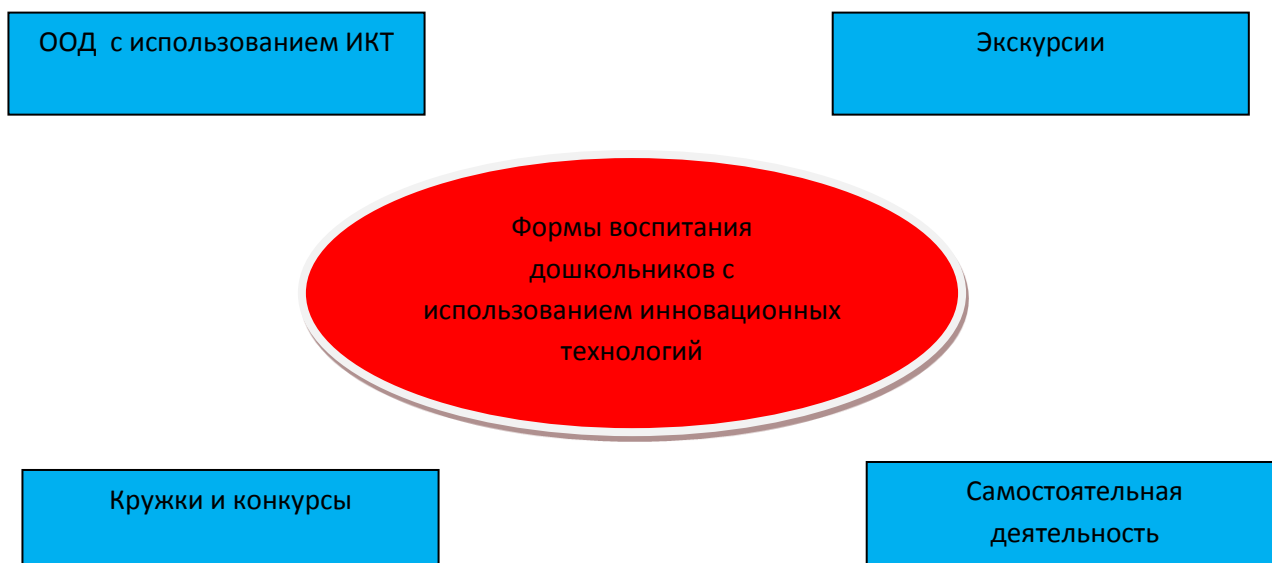 ООД с использованием ИКТ
Экскурсии
Формы воспитания
дошкольников с
использованием инновационных
технологий
Кружки и конкурсы
Самостоятельная
деятельность